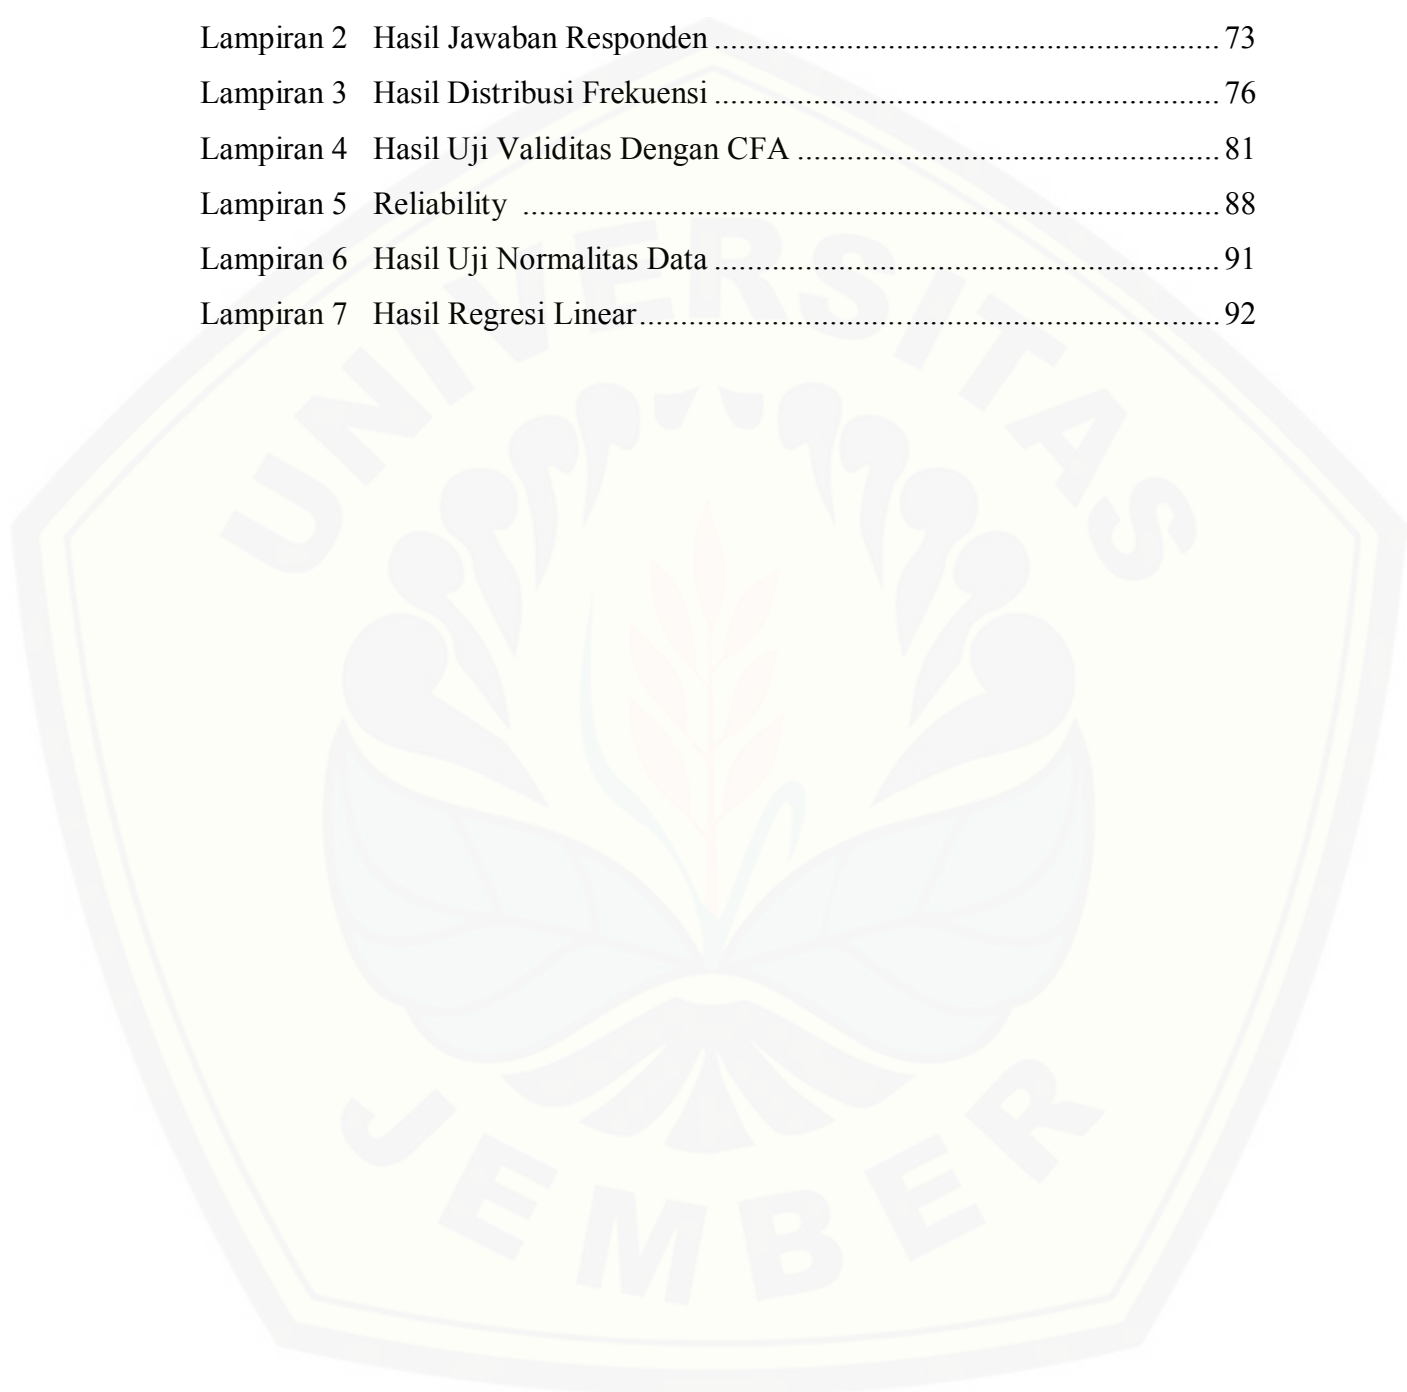 Lampiran 2 Hasil Jawaban Responden ............................................................... 73
Lampiran 3 Hasil Distribusi Frekuensi ............................................................... 76
Lampiran 4 Hasil Uji Validitas Dengan CFA ..................................................... 81
Lampiran 5 Reliability ....................................................................................... 88
Lampiran 6 Hasil Uji Normalitas Data ............................................................... 91
Lampiran 7 Hasil Regresi Linear ........................................................................ 92
UNIVERSITAS
JEMBER